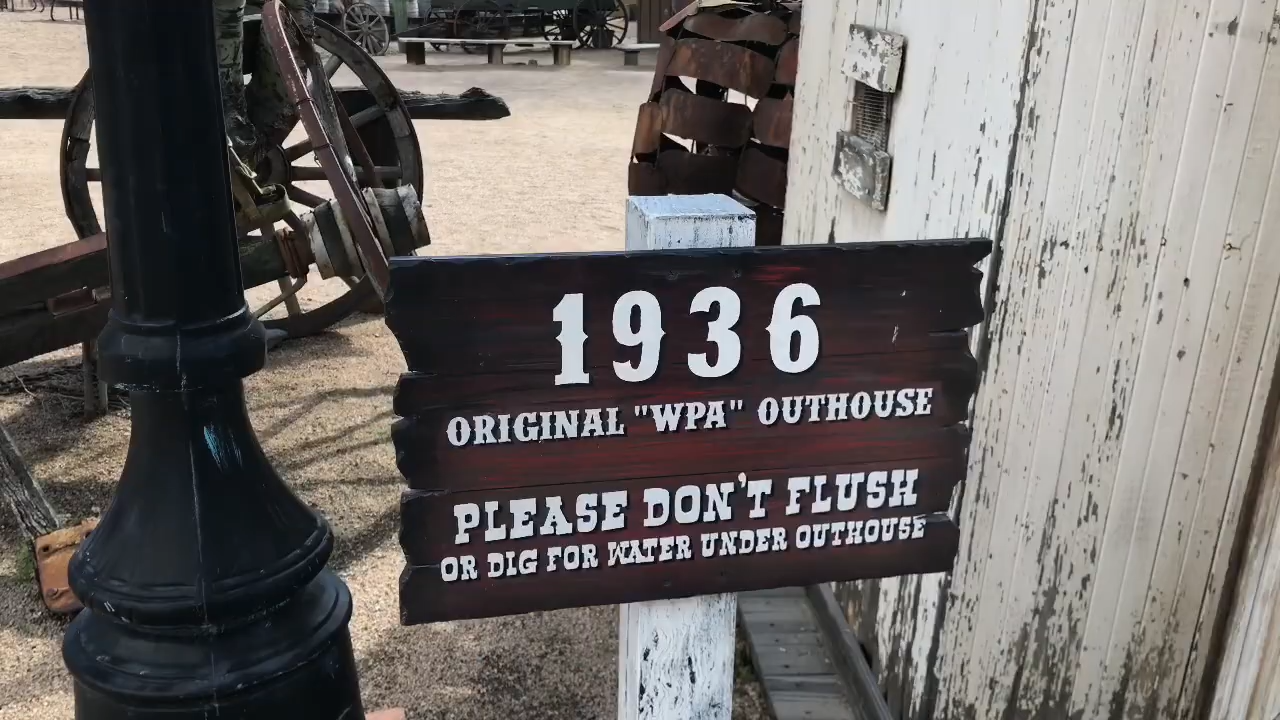 1936
ORIGINAL "WPA" OUTHOUSE
PLEASE DON'T FLUSH
OR DIG FOR WATER UNDER OUTHOUSE